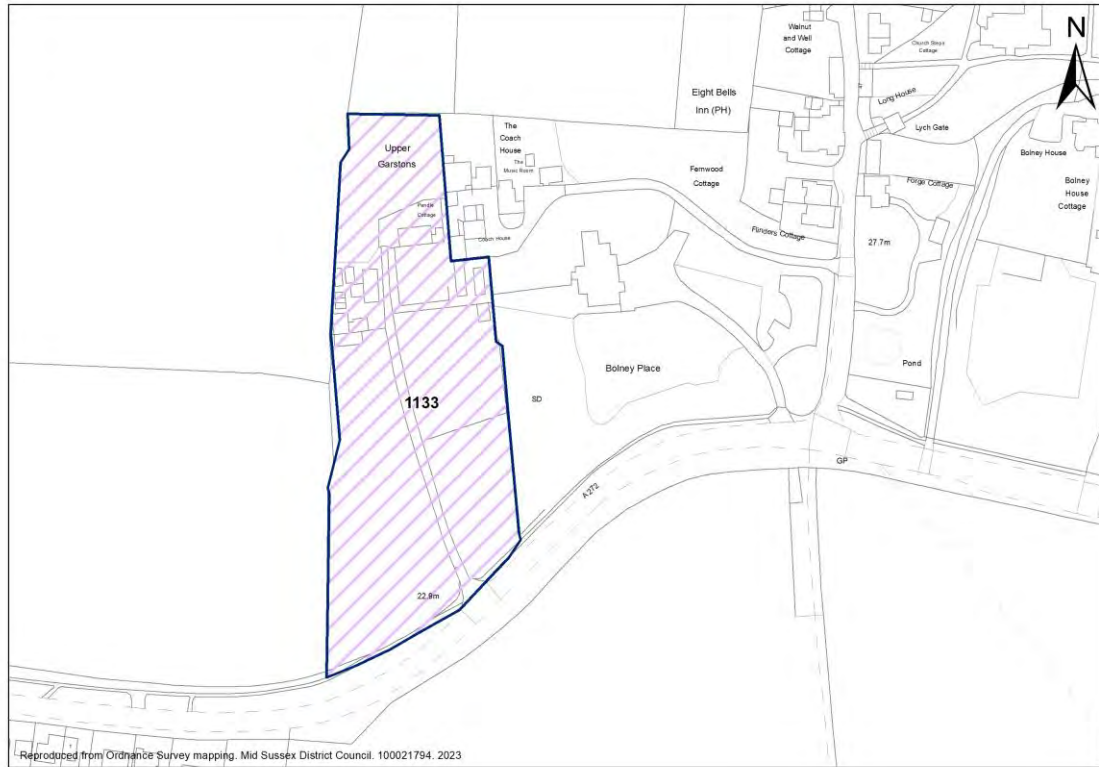 Walnut
and Well
Cottage
Church Steps
Cottage
N
Eight Bells
Inn (PH)
Long House
Lych Gate
The
Coach
House
Upper
Garstons
The
Music Room
Bolney House
Bolney
House
Cottage
Fernwood
Cottage
Forge Cottage
Cottage
Coach House
Flinders Cottage
27.7m
Pond
Bolney Place
1133
SD
GP
A 272
22.9m
Reproduced from Ordnance Survey mapping. Mid Sussex District Council. 100021794. 2023